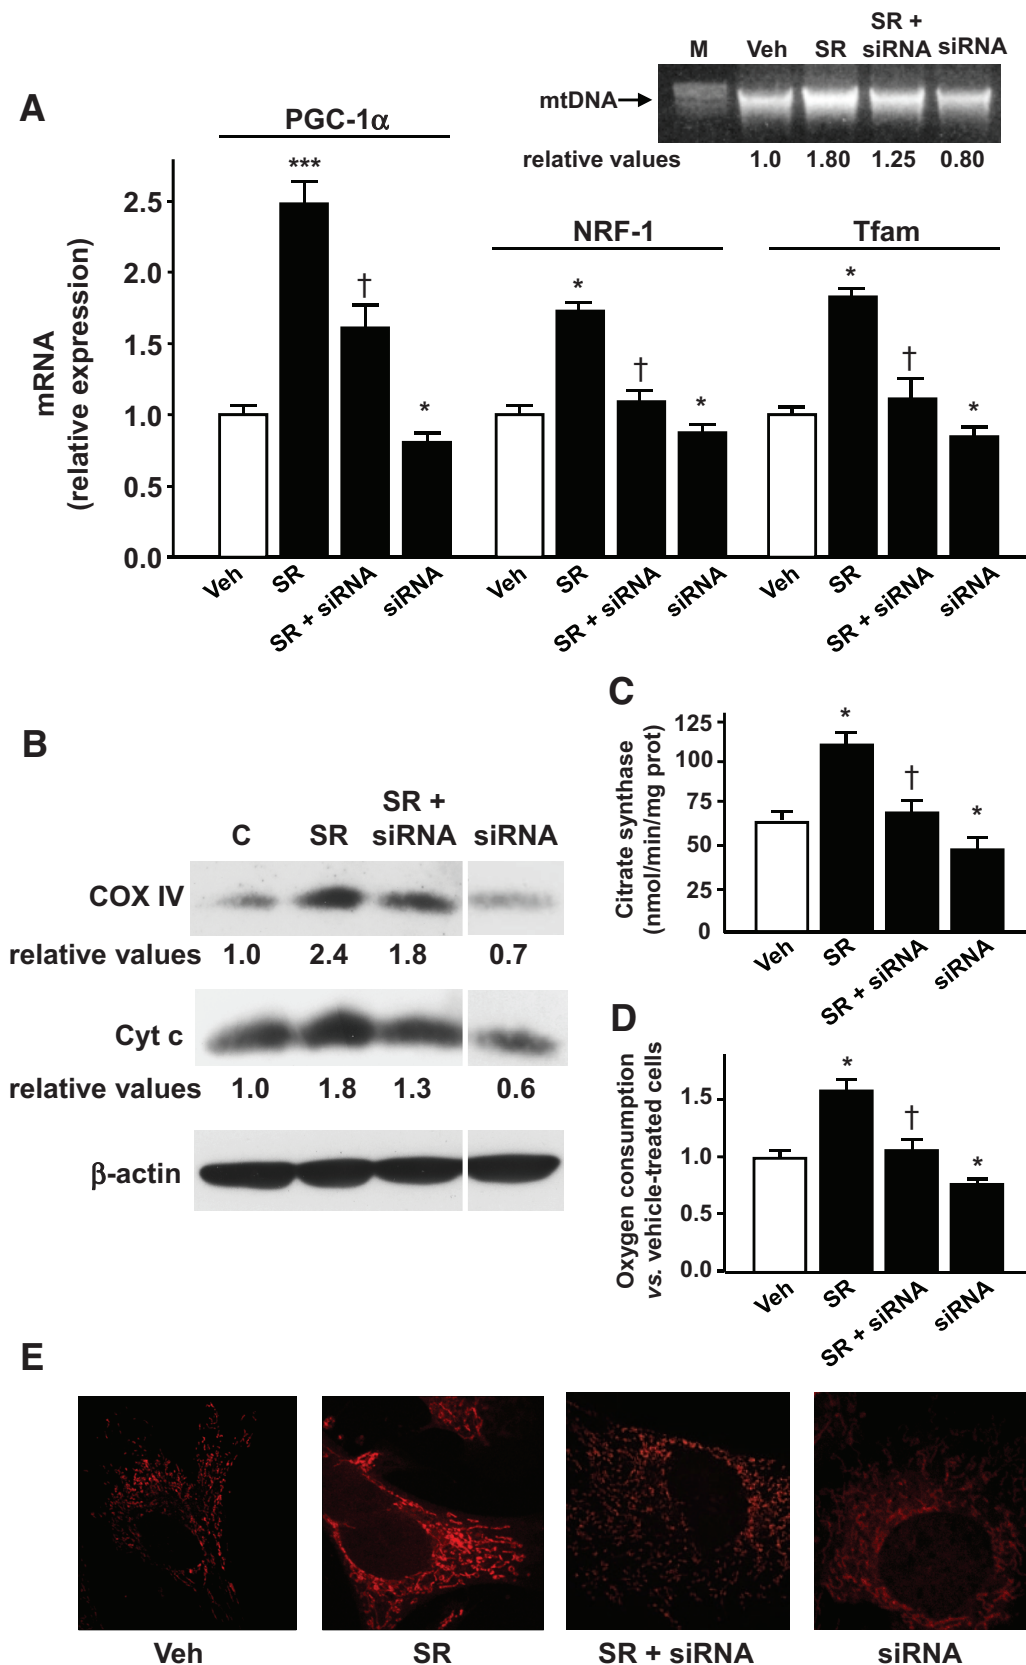 SR +
M Veh SR siRNA siRNA
mtDNA
relative values 1.0 1.80 1.25 0.80
A
PGC-1α
NRF-1
Tfam
mRNA
(relative expression)
2.5
2.0
1.5
1.0
0.5
0.0
***
†
*
*
†
*
*
†
*
Veh SR SR + siRNA siRNA Veh SR SR + siRNA siRNA Veh SR SR + siRNA siRNA
B
SR +
C SR siRNA siRNA
COX IV
relative values 1.0 2.4 1.8 0.7
Cyt c
relative values 1.0 1.8 1.3 0.6
β-actin
C
Citrate synthase
(nmol/min/mg prot)
125
100
75
50
25
0
*
†
*
Veh SR SR + siRNA siRNA
D
Oxygen consumption
vs. vehicle-treated cells
1.5
1.0
0.5
0.0
*
†
*
Veh SR SR + siRNA siRNA
E
Veh SR SR + siRNA siRNA